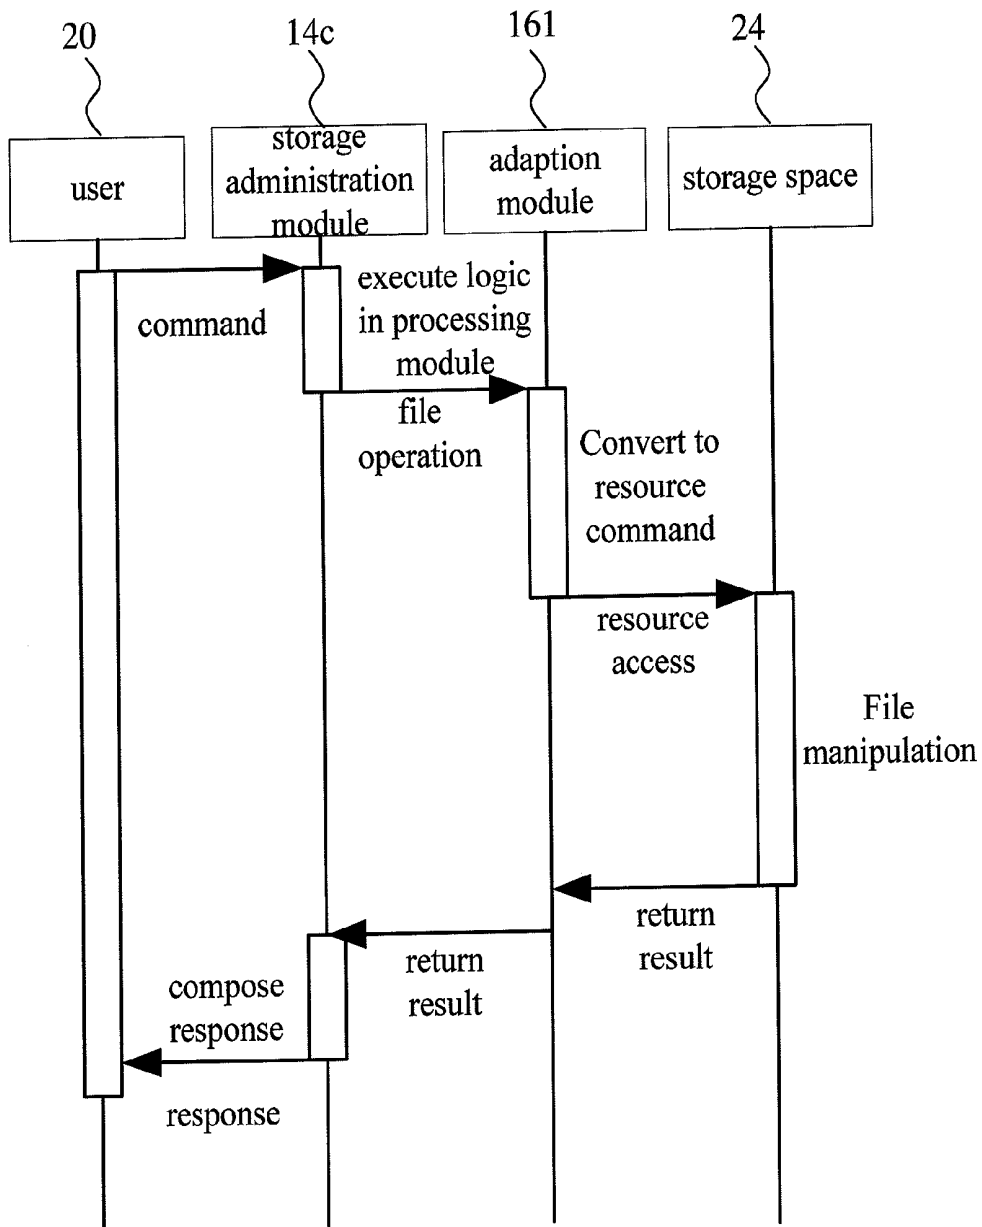 20
14c
161
24
user
storage
administration
module
adaption
module
storage space
command
execute logic
in processing
module
file
operation
Convert to
resource
command
resource
access
File
manipulation
return
result
return
result
compose
response
response